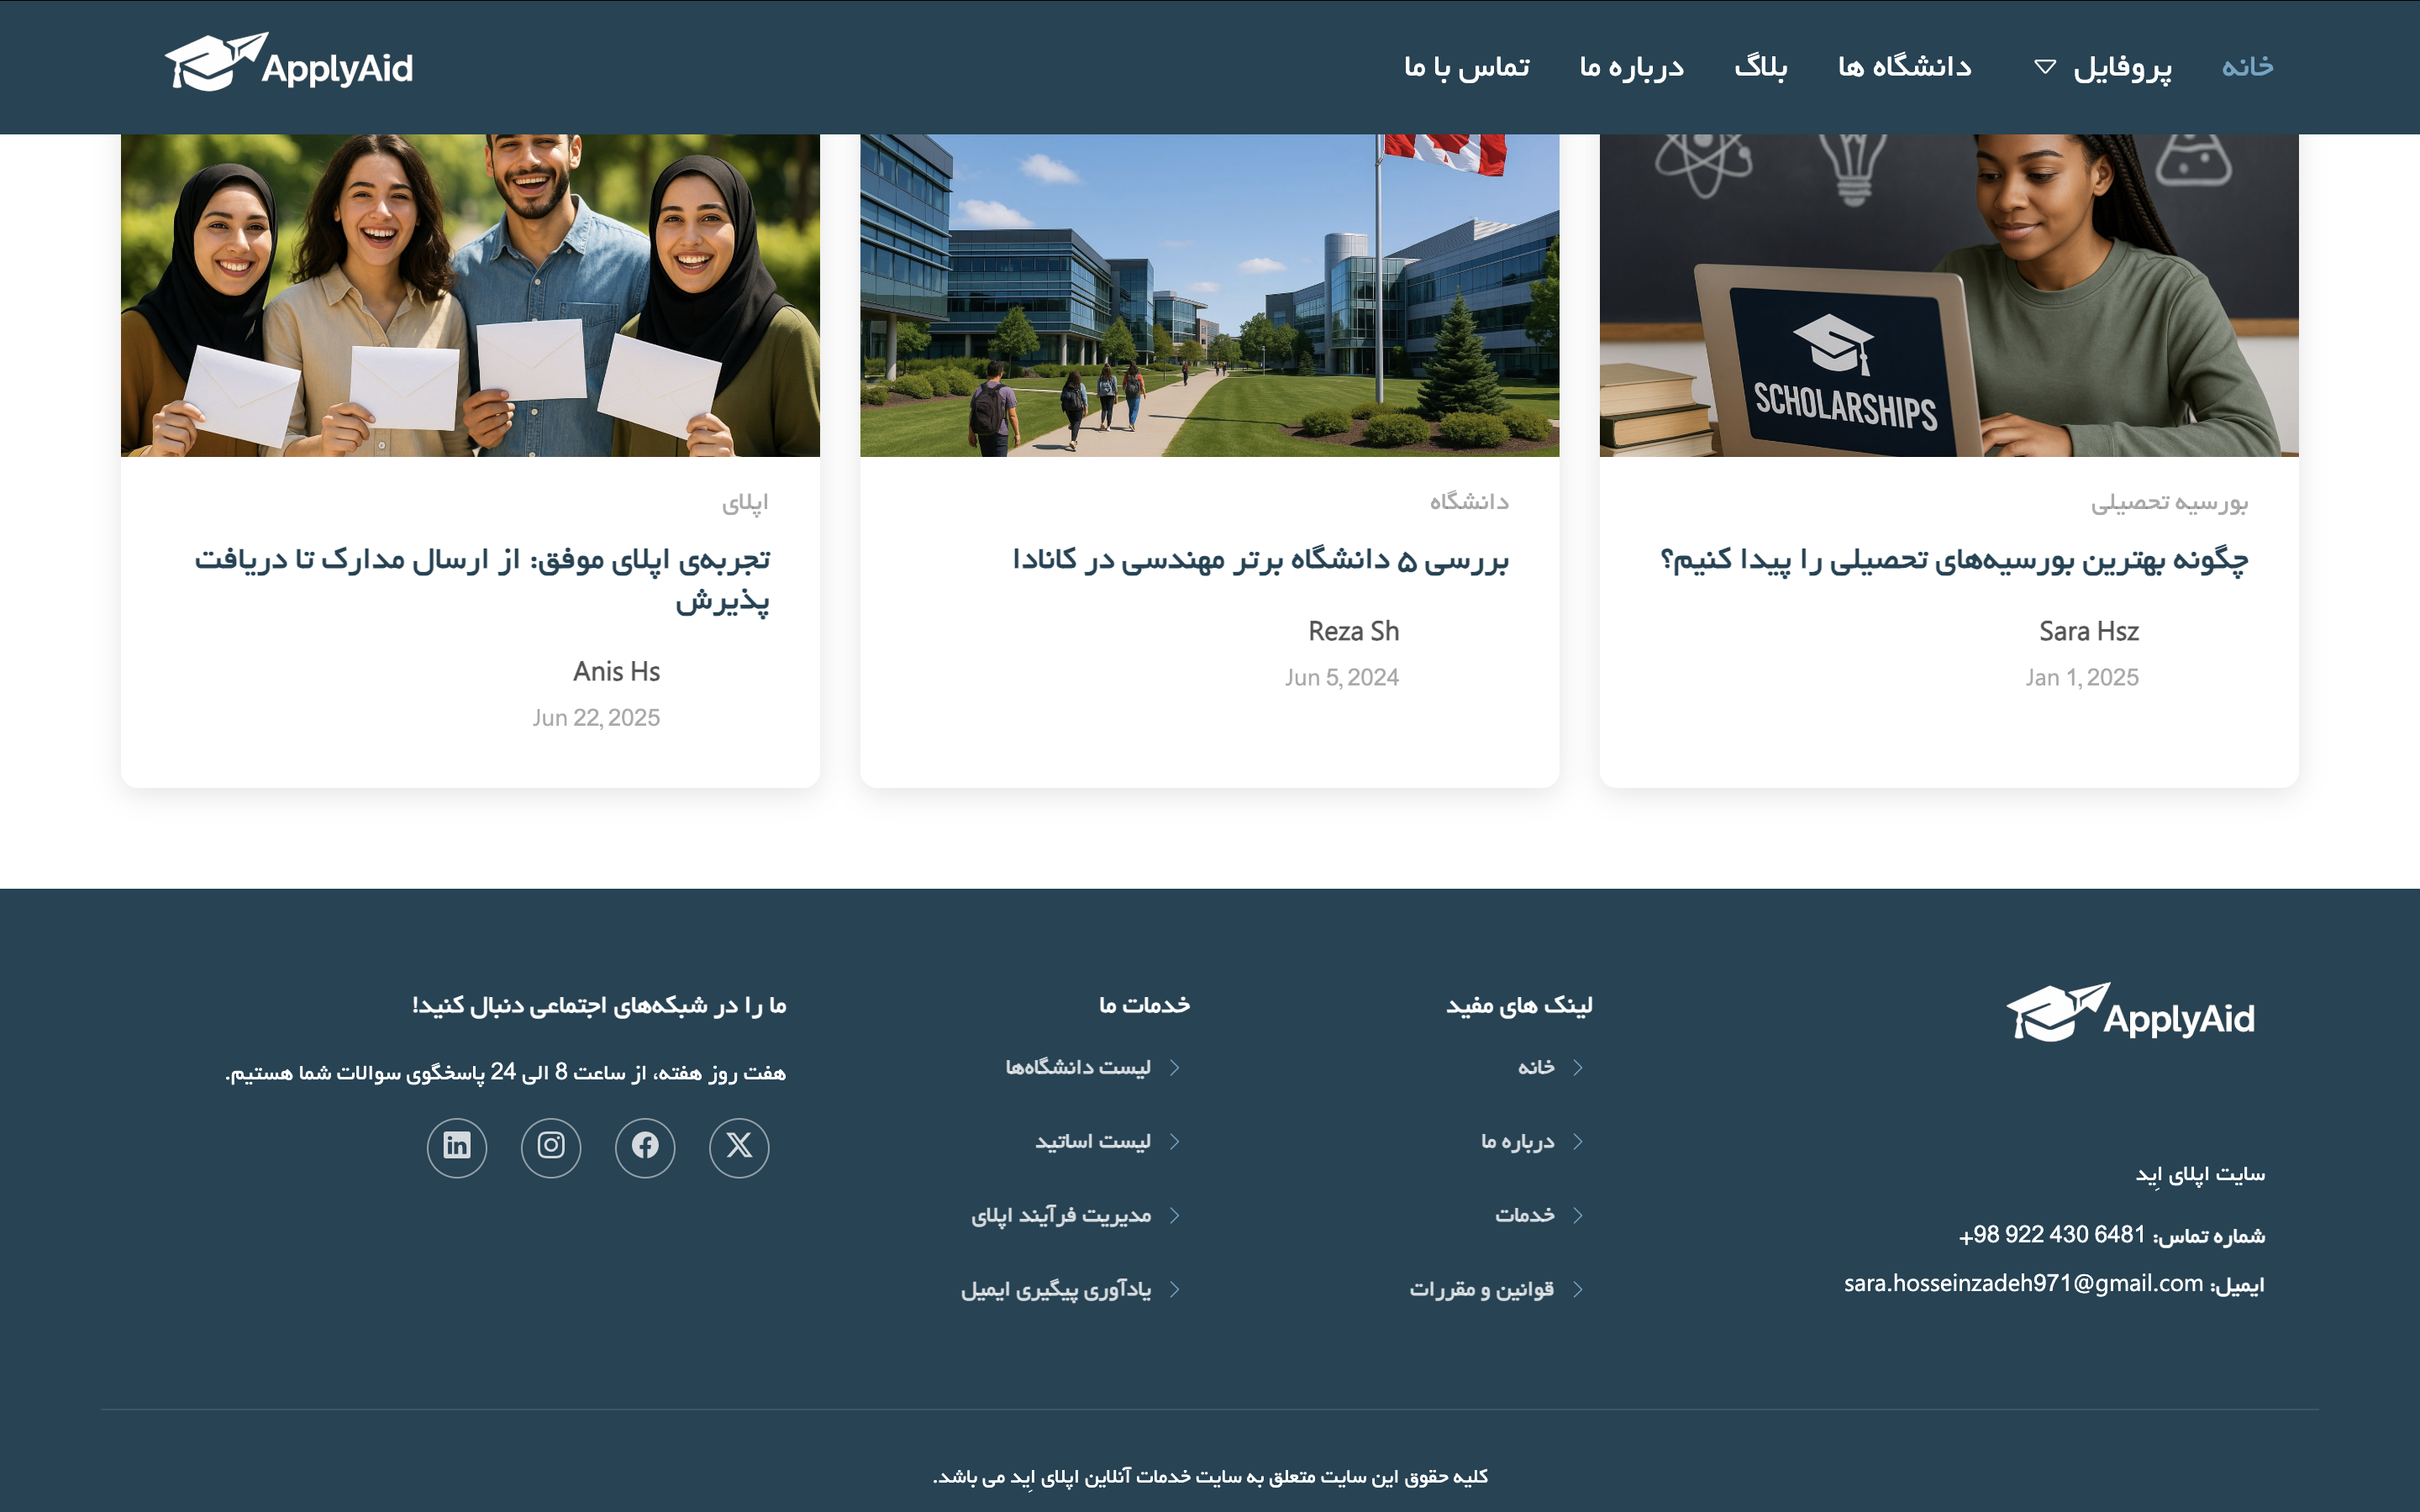 خانه
پروفایل
دانشگاه ها
بلاگ
درباره ما
تماس با ما
ApplyAid
SCHOLARSHIPS
بورسیه تحصیلی
چگونه بهترین بورسیه‌های تحصیلی را پیدا کنیم؟
Sara Hsz
Jan 1, 2025
دانشگاه
بررسی ۵ دانشگاه برتر مهندسی در کانادا
Reza Sh
Jun 5, 2024
اپلای
تجربه‌ی اپلای موفق: از ارسال مدارک تا دریافت
پذیرش
Anis Hs
Jun 22, 2025
ApplyAid
سایت اپلای اِید
شماره تماس: 98 922 430 6481+
ایمیل: sara.hosseinzadeh971@gmail.com
لینک های مفید
خانه
درباره ما
خدمات
قوانین و مقررات
خدمات ما
لیست دانشگاه‌ها
لیست اساتید
مدیریت فرآیند اپلای
یادآوری پیگیری ایمیل
ما را در شبکه‌های اجتماعی دنبال کنید!
هفت روز هفته، از ساعت 8 الی 24 پاسخگوی سوالات شما هستیم.
کلیه حقوق این سایت متعلق به سایت خدمات آنلاین اپلای اِید می باشد.